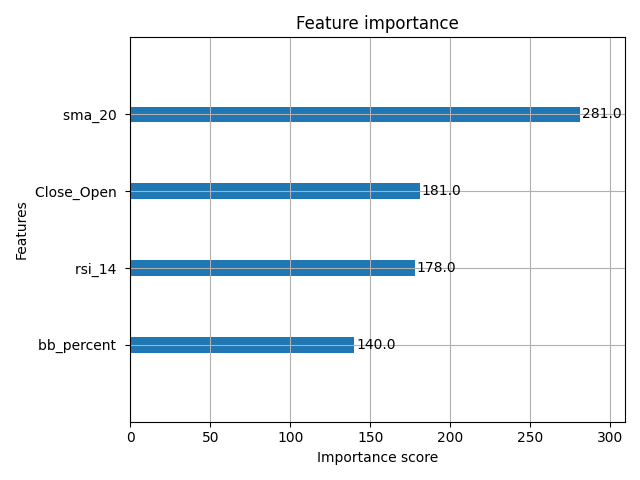 Feature importance
sma_20
281.0
Close_Open
181.0
rsi_14
178.0
bb_percent
140.0
Features
0 50 100 150 200 250 300
Importance score